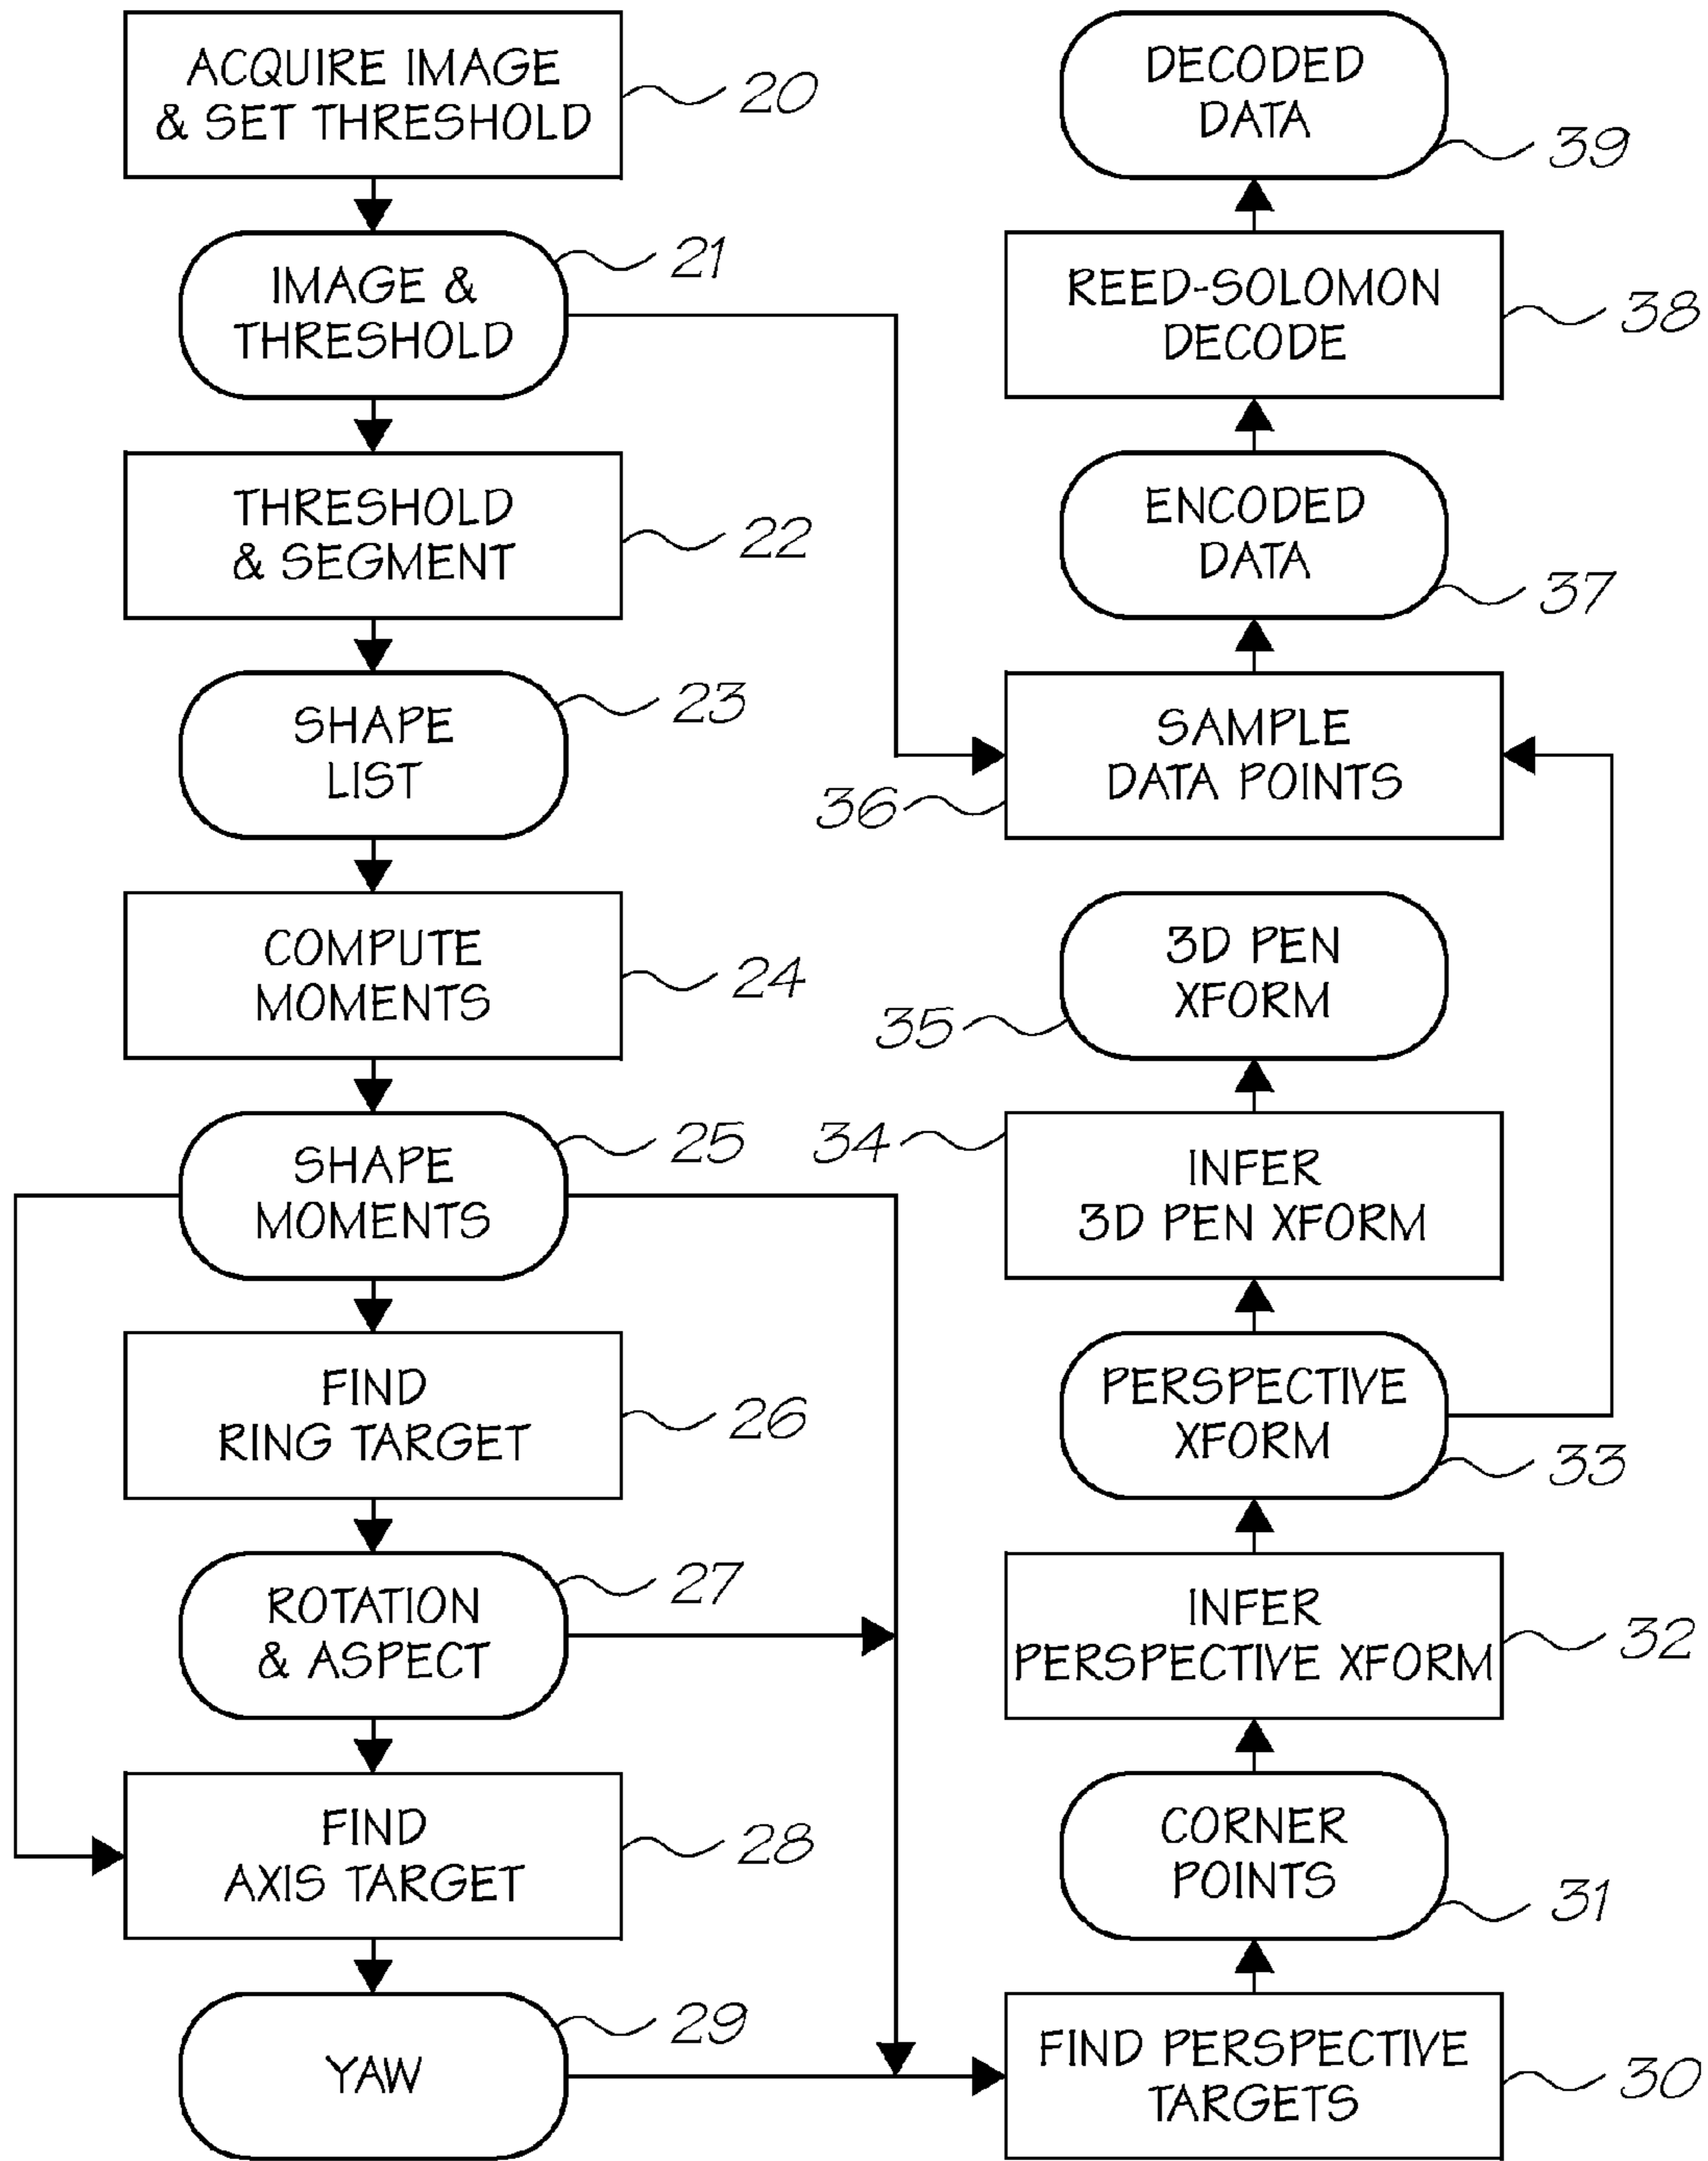 ACQUIRE IMAGE
& SET THRESHOLD
20
IMAGE &
THRESHOLD
21
THRESHOLD
& SEGMENT
22
SHAPE
LIST
23
COMPUTE
MOMENTS
24
SHAPE
MOMENTS
25
FIND
RING TARGET
26
ROTATION
& ASPECT
27
FIND
AXIS TARGET
28
YAW
29
DECODED
DATA
39
REED-SOLOMON
DECODE
38
ENCODED
DATA
37
SAMPLE
DATA POINTS
36
3D PEN
XFORM
35
INFER
3D PEN XFORM
34
PERSPECTIVE
XFORM
33
INFER
PERSPECTIVE XFORM
32
CORNER
POINTS
31
FIND PERSPECTIVE
TARGETS
30